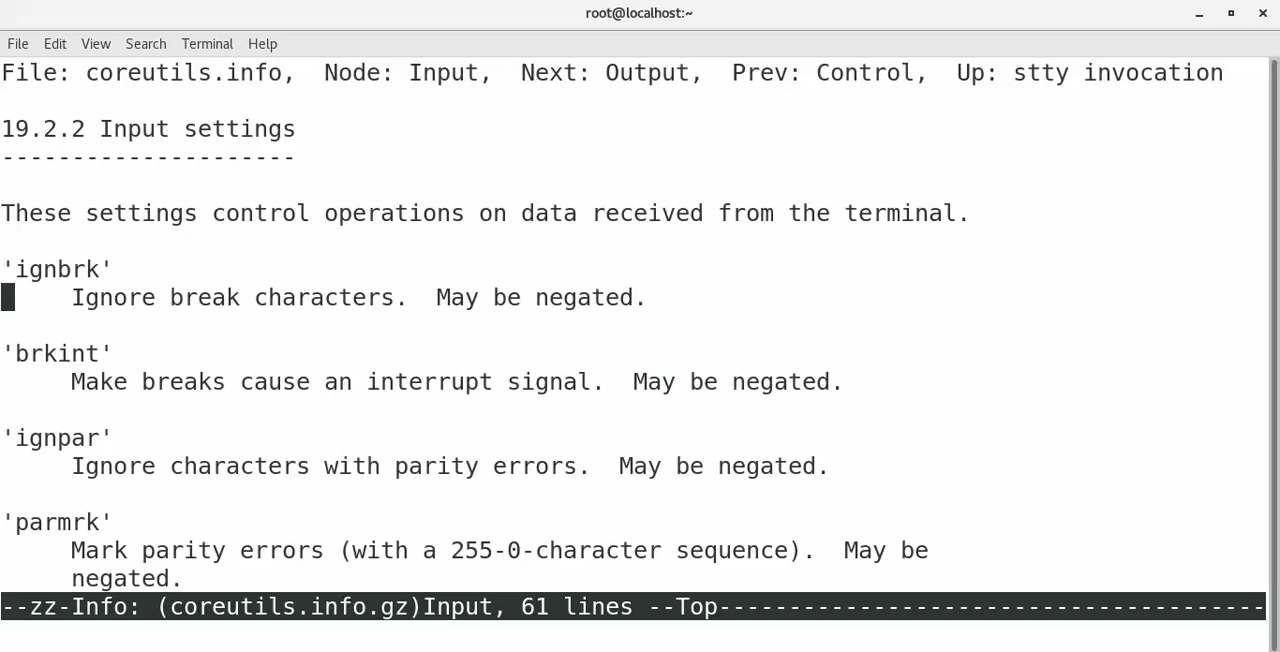 root@localhost:~
File Edit View Search Terminal Help
File: coreutils.info,  Node: Input,  Next: Output,  Prev: Control,  Up: stty invocation
19.2.2 Input settings
---------------------
These settings control operations on data received from the terminal.
'ignbrk'
     Ignore break characters.  May be negated.
'brkint'
     Make breaks cause an interrupt signal.  May be negated.
'ignpar'
     Ignore characters with parity errors.  May be negated.
'parmrk'
     Mark parity errors (with a 255-0-character sequence).  May be
     negated.
--zz-Info: (coreutils.info.gz)Input, 61 lines --Top---------------------------------------